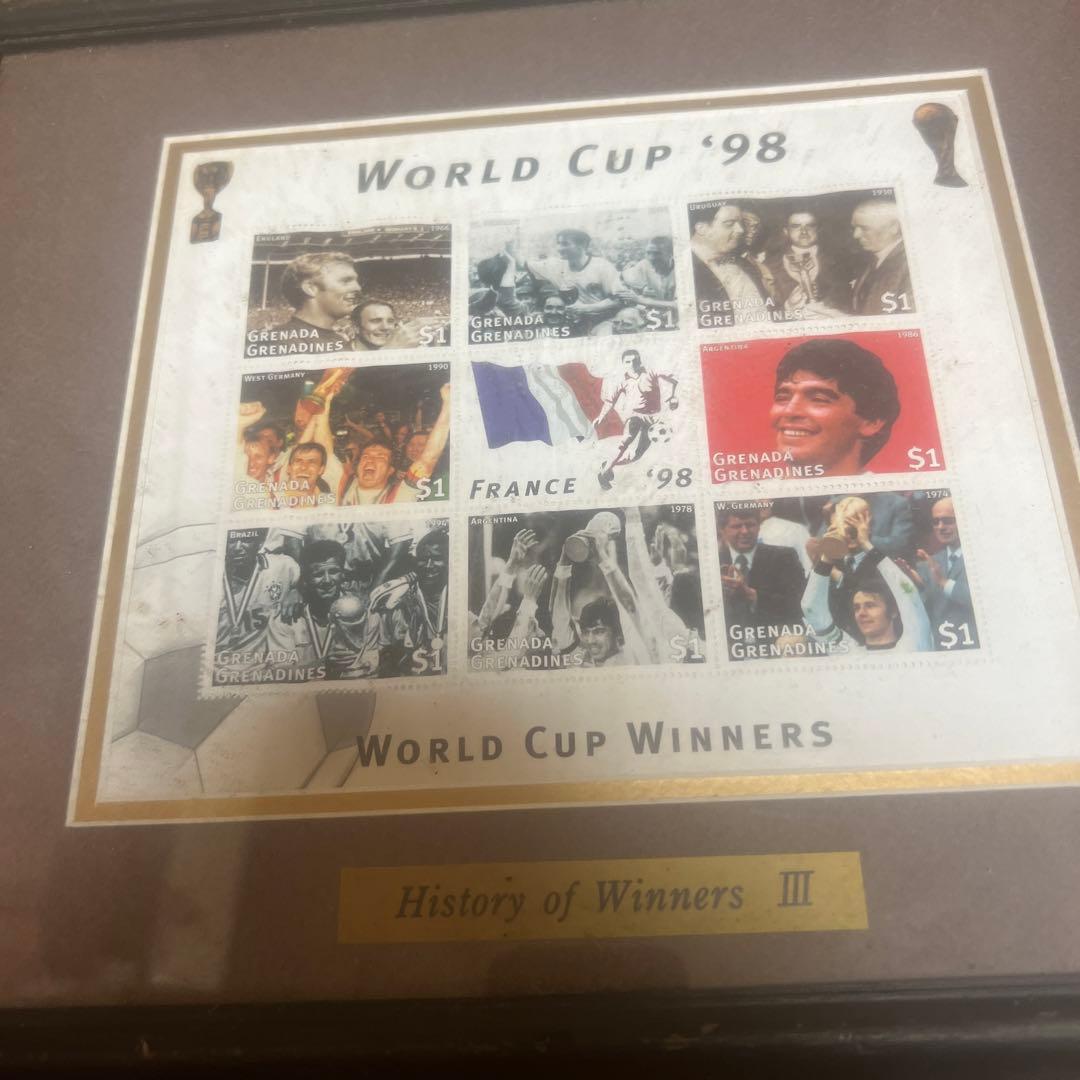 WORLD CUP '98
ENGLAND 1966
GRENADA
GRENADINES $1
GRENADA
GRENADINES $1
URUGUAY 1930
GRENADA
GRENADINES $1
WEST GERMANY 1990
GRENADA
GRENADINES $1
FRANCE '98
ARGENTINA 1986
GRENADA
GRENADINES $1
BRAZIL 1994
GRENADA
GRENADINES $1
ARGENTINA 1978
GRENADA
GRENADINES $1
W. GERMANY 1974
GRENADA
GRENADINES $1
WORLD CUP WINNERS
History of Winners III